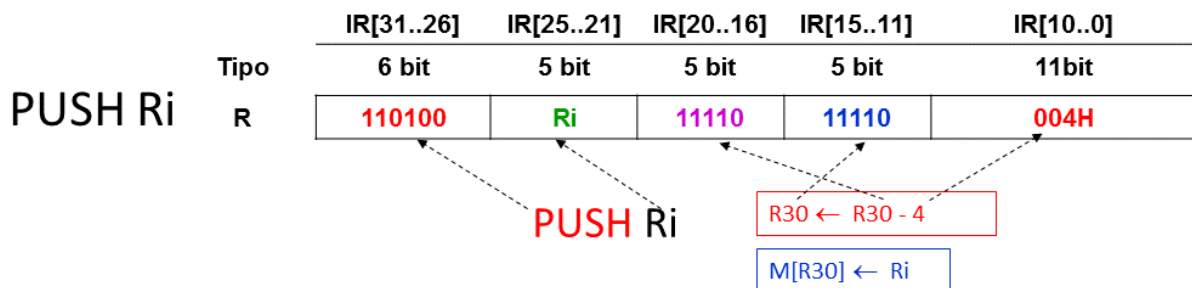 IR[31..26] IR[25..21] IR[20..16] IR[15..11] IR[10..0]
Tipo 6 bit 5 bit 5 bit 5 bit 11bit
PUSH Ri R 110100 Ri 11110 11110 004H
PUSH Ri
R30 ← R30 - 4
M[R30] ← Ri